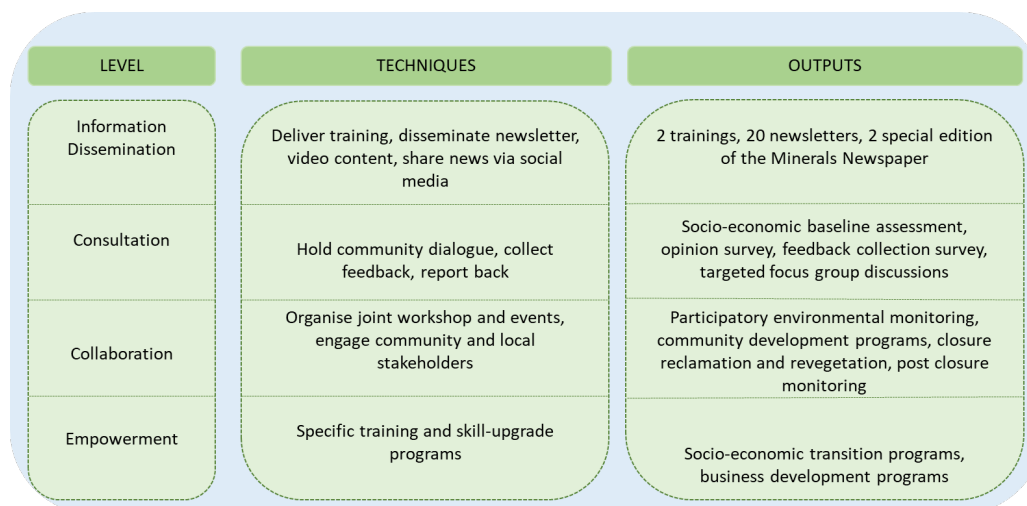 LEVEL
TECHNIQUES
OUTPUTS
Information
Dissemination
Deliver training, disseminate newsletter,
video content, share news via social
media
2 trainings, 20 newsletters, 2 special edition
of the Minerals Newspaper
Consultation
Hold community dialogue, collect
feedback, report back
Socio-economic baseline assessment,
opinion survey, feedback collection survey,
targeted focus group discussions
Collaboration
Organise joint workshop and events,
engage community and local
stakeholders
Participatory environmental monitoring,
community development programs, closure
reclamation and revegetation, post closure
monitoring
Empowerment
Specific training and skill-upgrade
programs
Socio-economic transition programs,
business development programs